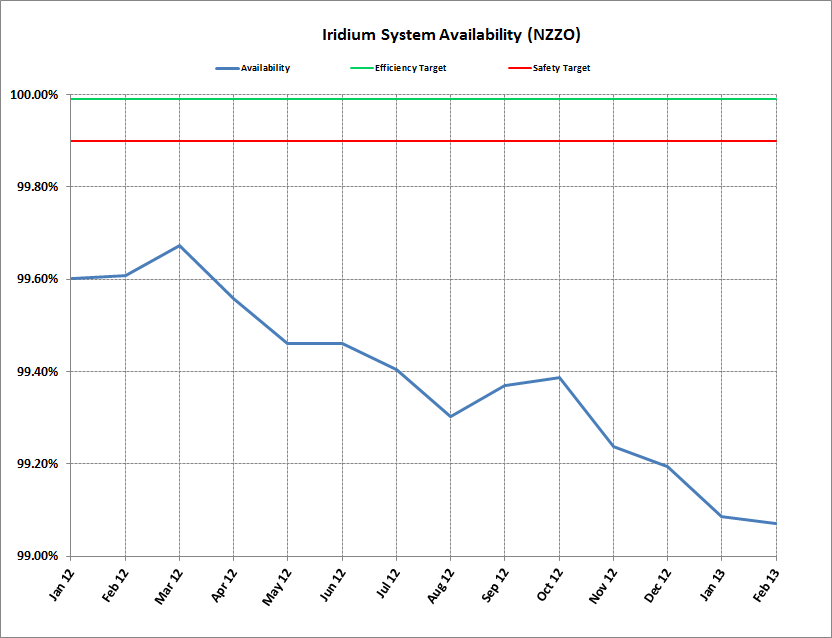 Iridium System Availability (NZZO)
Availability Efficiency Target Safety Target
100.00%
99.80%
99.60%
99.40%
99.20%
99.00%
Jan 12 Feb 12 Mar 12 Apr 12 May 12 Jun 12 Jul 12 Aug 12 Sep 12 Oct 12 Nov 12 Dec 12 Jan 13 Feb 13